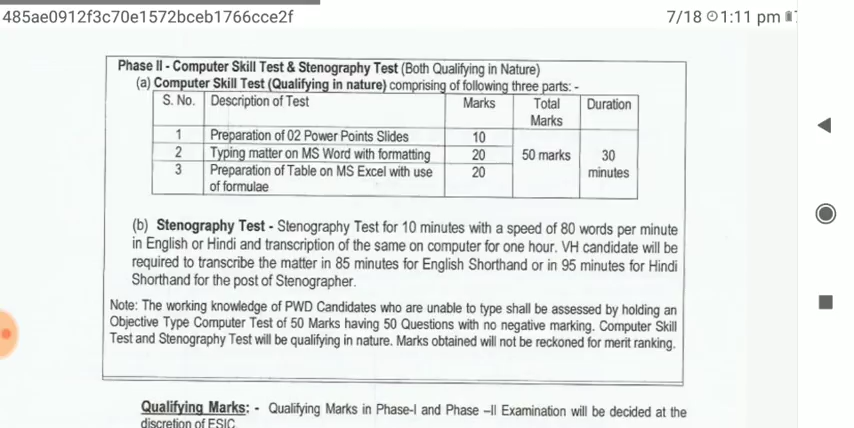 485ae0912f3c70e1572bceb1766cce2f 7/18 1:11 pm
Phase II - Computer Skill Test & Stenography Test (Both Qualifying in Nature)
(a) Computer Skill Test (Qualifying in nature) comprising of following three parts: -
S. No. Description of Test Marks Total Marks Duration
1 Preparation of 02 Power Points Slides 10
2 Typing matter on MS Word with formatting 20 50 marks 30 minutes
3 Preparation of Table on MS Excel with use 20
of formulae
(b) Stenography Test - Stenography Test for 10 minutes with a speed of 80 words per minute
in English or Hindi and transcription of the same on computer for one hour. VH candidate will be
required to transcribe the matter in 85 minutes for English Shorthand or in 95 minutes for Hindi
Shorthand for the post of Stenographer.
Note: The working knowledge of PWD Candidates who are unable to type shall be assessed by holding an
Objective Type Computer Test of 50 Marks having 50 Questions with no negative marking. Computer Skill
Test and Stenography Test will be qualifying in nature. Marks obtained will not be reckoned for merit ranking.
Qualifying Marks: - Qualifying Marks in Phase-I and Phase –II Examination will be decided at the
discretion of ESIC.